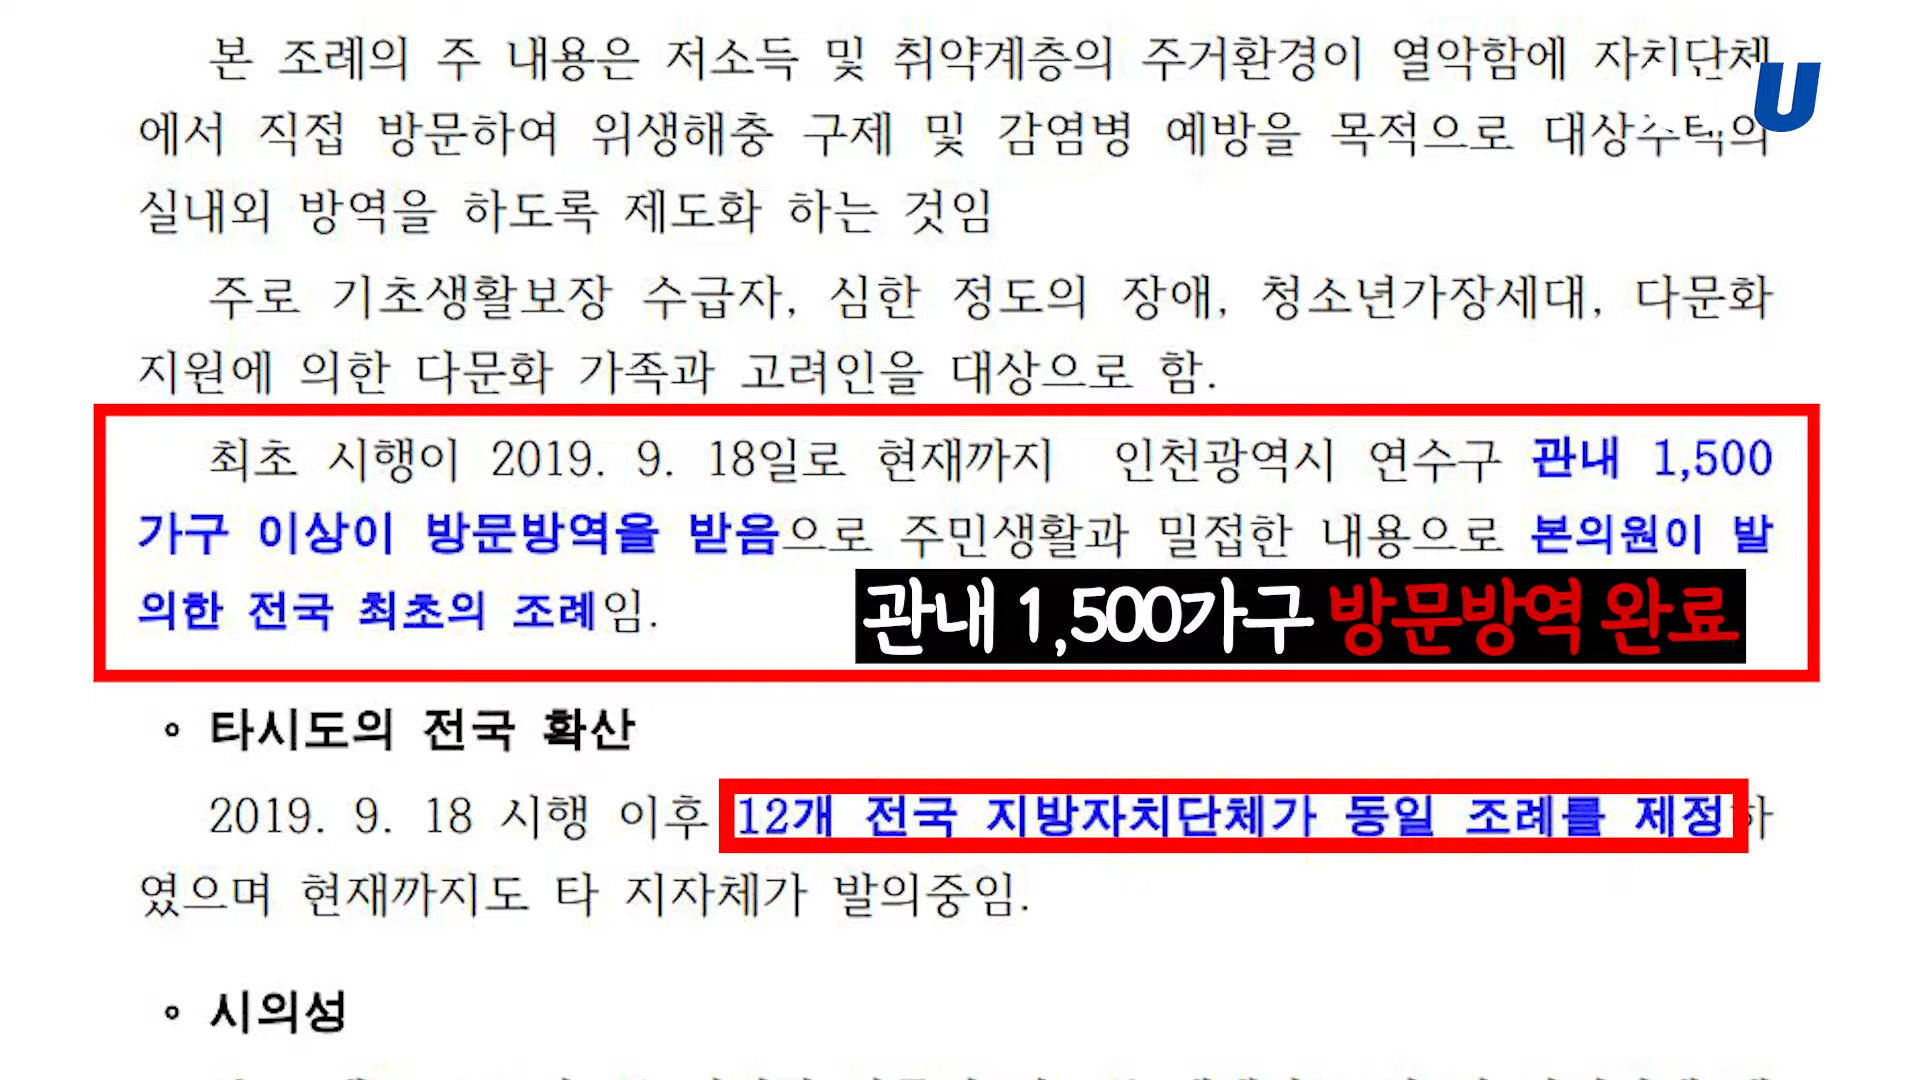 본 조례의 주 내용은 저소득 및 취약계층의 주거환경이 열악함에 자치단체
에서 직접 방문하여 위생해충 구제 및 감염병 예방을 목적으로 대상주택의
실내외 방역을 하도록 제도화 하는 것임
주로 기초생활보장 수급자, 심한 정도의 장애, 청소년가장세대, 다문화
지원에 의한 다문화 가족과 고려인을 대상으로 함.
최초 시행이 2019. 9. 18일로 현재까지 인천광역시 연수구 관내 1,500
가구 이상이 방문방역을 받음으로 주민생활과 밀접한 내용으로 본의원이 발
의한 전국 최초의 조례임.
관내 1,500가구 방문방역 완료
∘ 타시도의 전국 확산
2019. 9. 18 시행 이후 12개 전국 지방자치단체가 동일 조례를 제정하
였으며 현재까지도 타 지자체가 발의중임.
∘ 시의성
U